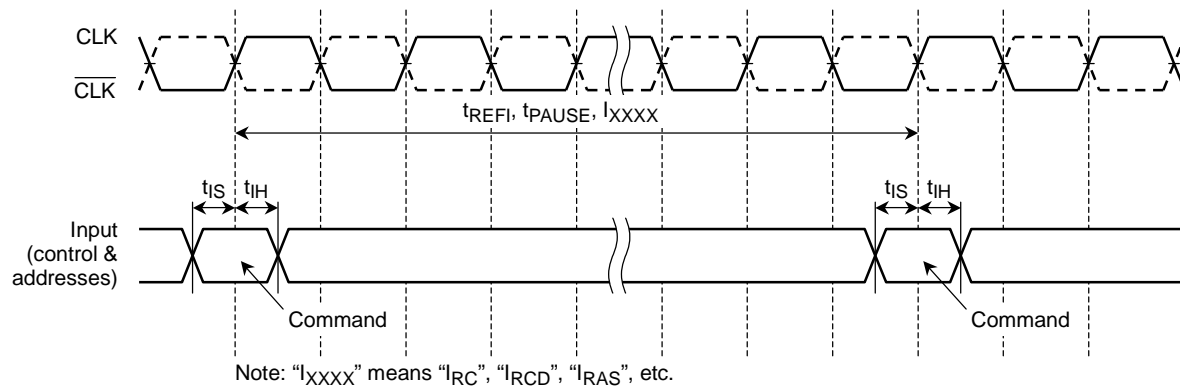 CLK
CLK
tREFI, tPAUSE, IXXXX
tIS tIH tIS tIH
Input
(control &
addresses)
Command Command
Note: “IXXXX” means “IRC”, “IRCD”, “IRAS”, etc.